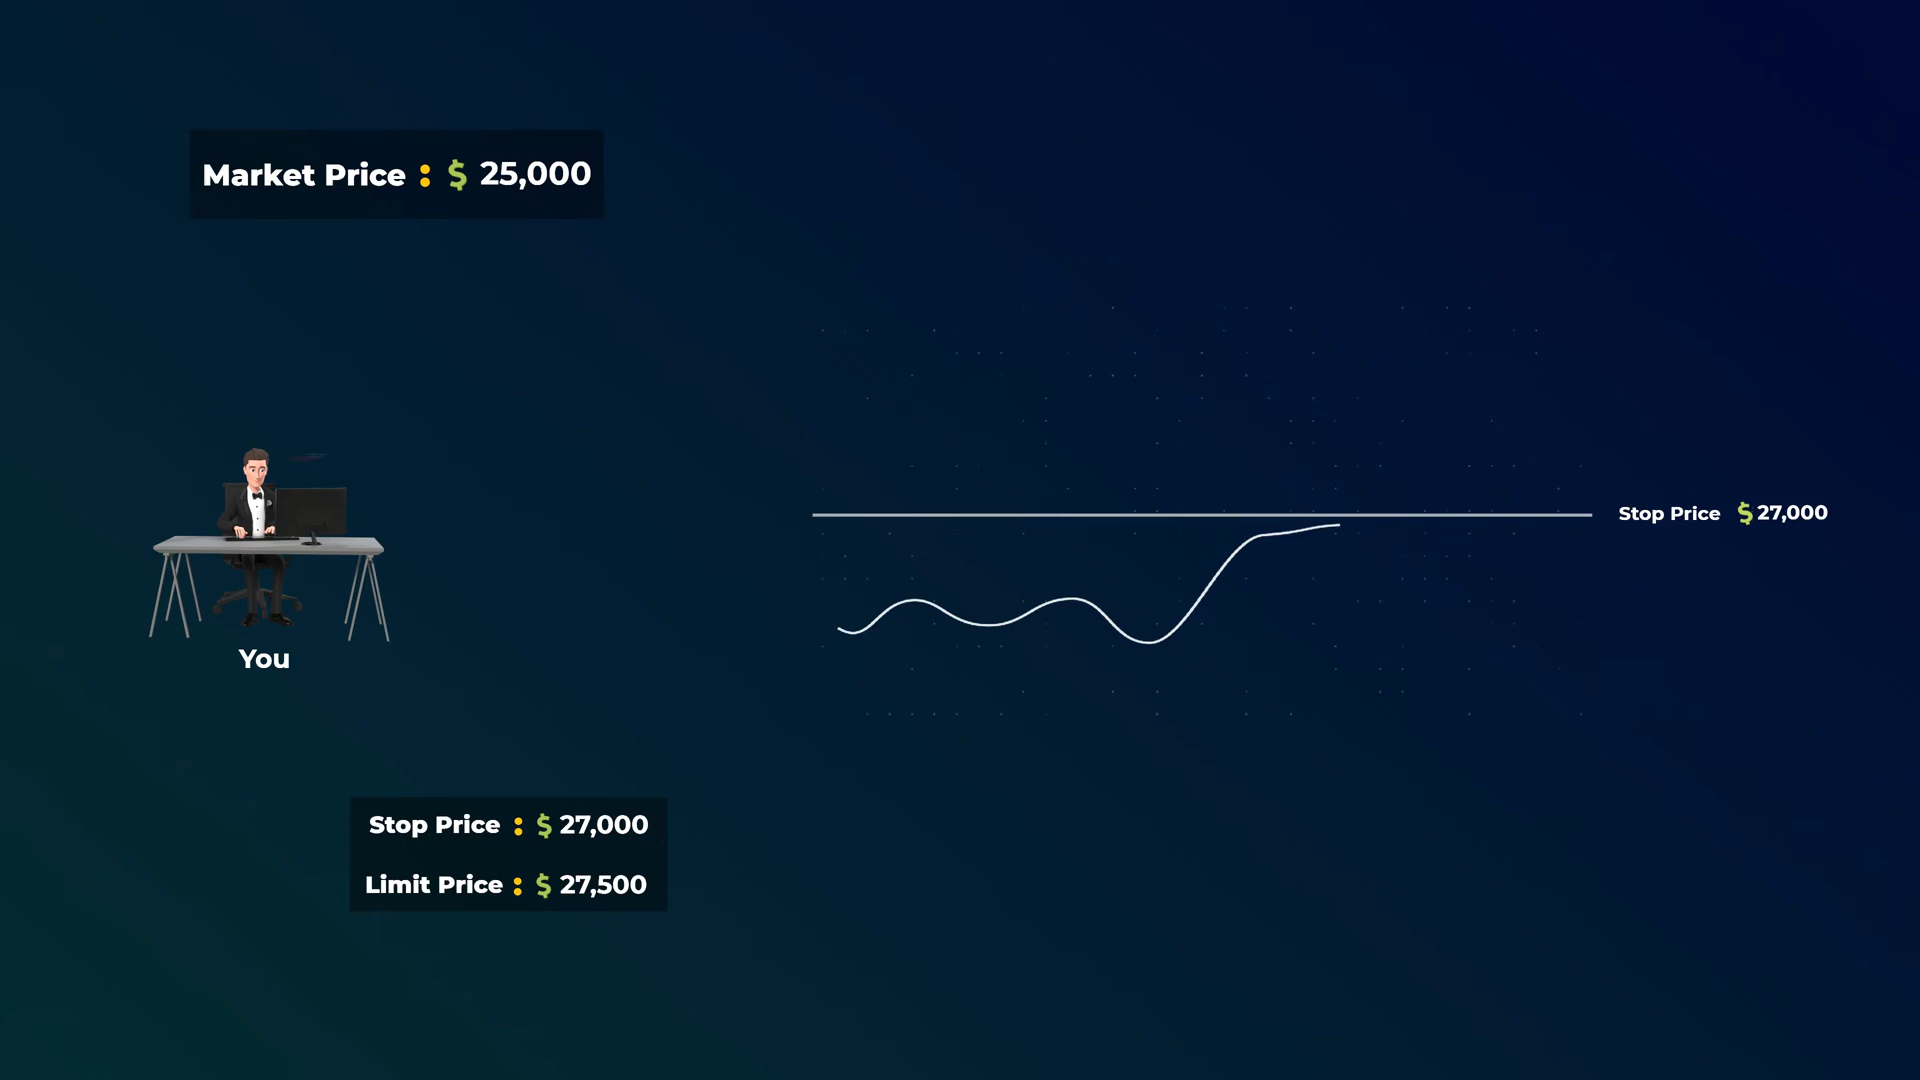 Market Price : $ 25,000
Stop Price $ 27,000
You
Stop Price : $ 27,000
Limit Price : $ 27,500